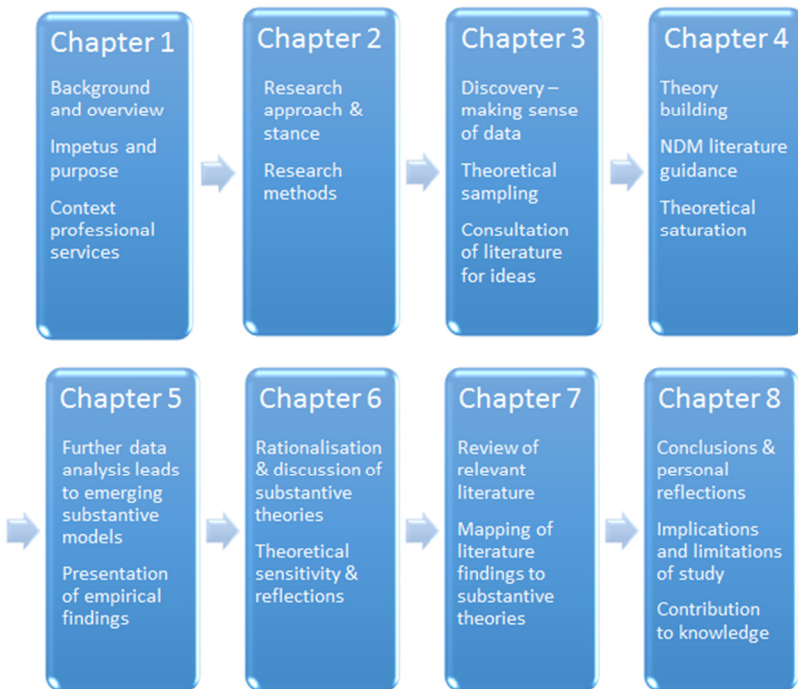 Chapter 1
Background
and overview
Impetus and
purpose
Context
professional
services
Chapter 2
Research
approach &
stance
Research
methods
Chapter 3
Discovery –
making sense
of data
Theoretical
sampling
Consultation
of literature
for ideas
Chapter 4
Theory
building
NDM literature
guidance
Theoretical
saturation
Chapter 5
Further data
analysis leads
to emerging
substantive
models
Presentation
of empirical
findings
Chapter 6
Rationalisation
& discussion of
substantive
theories
Theoretical
sensitivity &
reflections
Chapter 7
Review of
relevant
literature
Mapping of
literature
findings to
substantive
theories
Chapter 8
Conclusions &
personal
reflections
Implications
and limitations
of study
Contribution
to knowledge